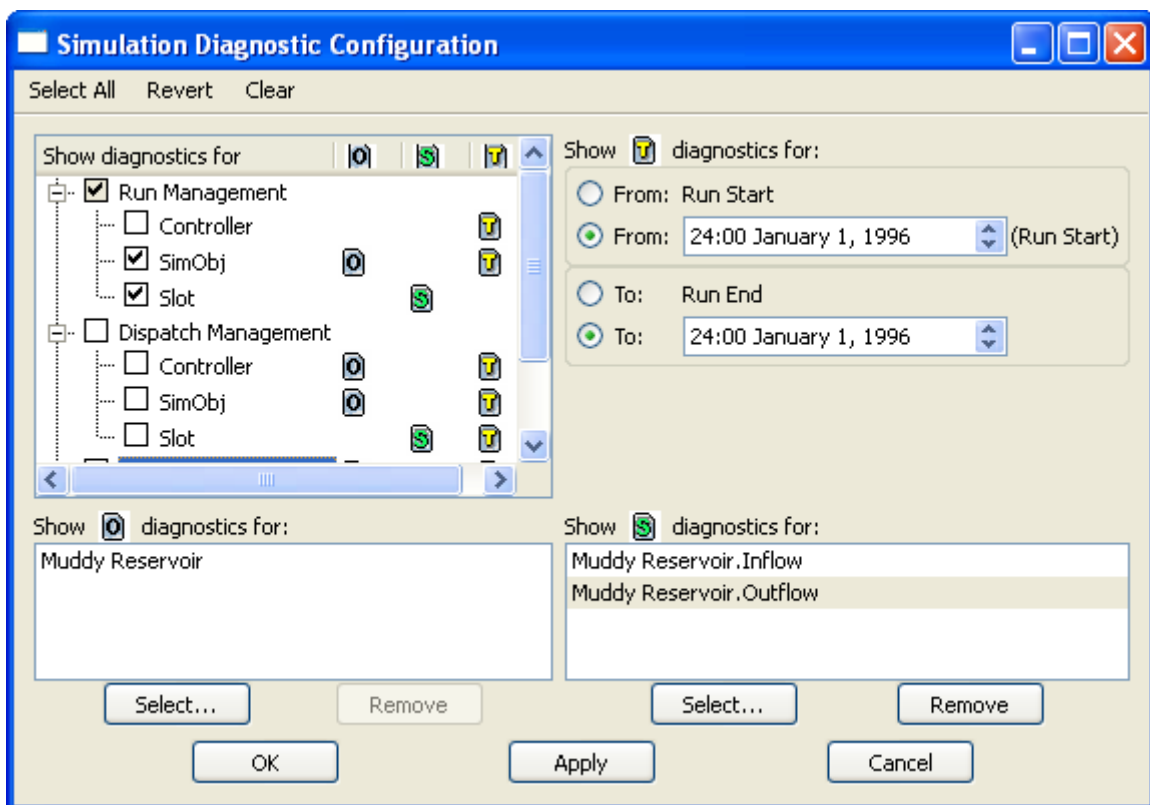 Simulation Diagnostic Configuration
Select All Revert Clear
Show diagnostics for O S T
Run Management
Controller T
SimObj O T
Slot S
Dispatch Management
Controller O T
SimObj O T
Slot S T
Show T diagnostics for:
From: Run Start
From: 24:00 January 1, 1996 (Run Start)
To: Run End
To: 24:00 January 1, 1996
Show O diagnostics for:
Muddy Reservoir
Select... Remove
Show S diagnostics for:
Muddy Reservoir.Inflow
Muddy Reservoir.Outflow
Select... Remove
OK Apply Cancel